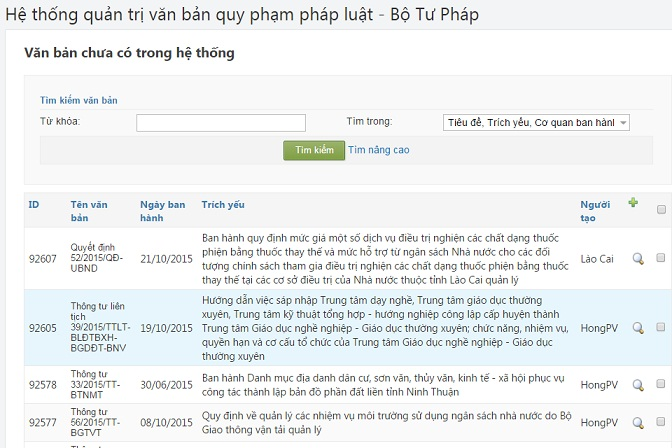 Hệ thống quản trị văn bản quy phạm pháp luật - Bộ Tư Pháp
Văn bản chưa có trong hệ thống
Tìm kiếm văn bản
Từ khóa:
Tìm trong:
Tiêu đề, Trích yếu, Cơ quan ban hàn
Tìm kiếm
Tìm nâng cao
ID
Tên văn
bản
Ngày ban
hành
Trích yếu
Người
tạo
92607
Quyết định
52/2015/QĐ-
UBND
21/10/2015
Ban hành quy định mức giá một số dịch vụ điều trị nghiện các chất dạng thuốc
phiện bằng thuốc thay thế và mức hỗ trợ từ ngân sách Nhà nước cho các đối
tượng chính sách tham gia điều trị nghiện các chất dạng thuốc phiện bằng thuốc
thay thế tại các cơ sở điều trị của Nhà nước thuộc tỉnh Lào Cai quản lý
Lào Cai
92605
Thông tư liên
tịch
39/2015/TTLT-
BLĐTBXH-
BGDĐT-BNV
19/10/2015
Hướng dẫn việc sáp nhập Trung tâm dạy nghề, Trung tâm giáo dục thường
xuyên, Trung tâm kỹ thuật tổng hợp - hướng nghiệp công lập cấp huyện thành
Trung tâm Giáo dục nghề nghiệp - Giáo dục thường xuyên; chức năng, nhiệm vụ,
quyền hạn và cơ cấu tổ chức của Trung tâm Giáo dục nghề nghiệp - Giáo dục
thường xuyên
HongPV
92578
Thông tư
33/2015/TT-
BTNMT
30/06/2015
Ban hành Danh mục địa danh dân cư, sơn văn, thủy văn, kinh tế - xã hội phục vụ
công tác thành lập bản đồ phần đất liền tỉnh Ninh Thuận
HongPV
92577
Thông tư
56/2015/TT-
BGTVT
08/10/2015
Quy định về quản lý các nhiệm vụ môi trường sử dụng ngân sách nhà nước do Bộ
Giao thông vận tải quản lý
HongPV